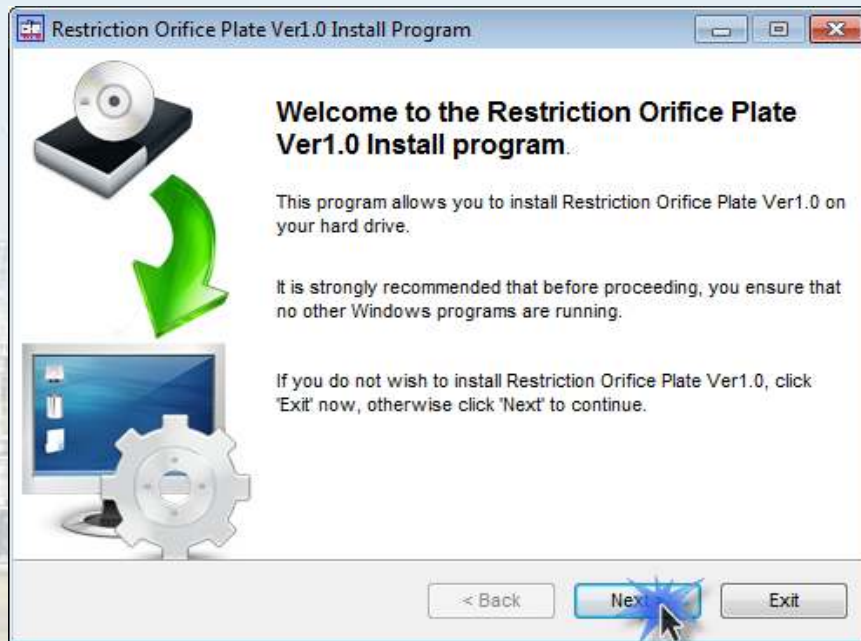 Restriction Orifice Plate Ver1.0 Install Program
Welcome to the Restriction Orifice Plate
Ver1.0 Install program.
This program allows you to install Restriction Orifice Plate Ver1.0 on
your hard drive.
It is strongly recommended that before proceeding, you ensure that
no other Windows programs are running.
If you do not wish to install Restriction Orifice Plate Ver1.0, click
'Exit' now, otherwise click 'Next' to continue.
< Back
Next >
Exit